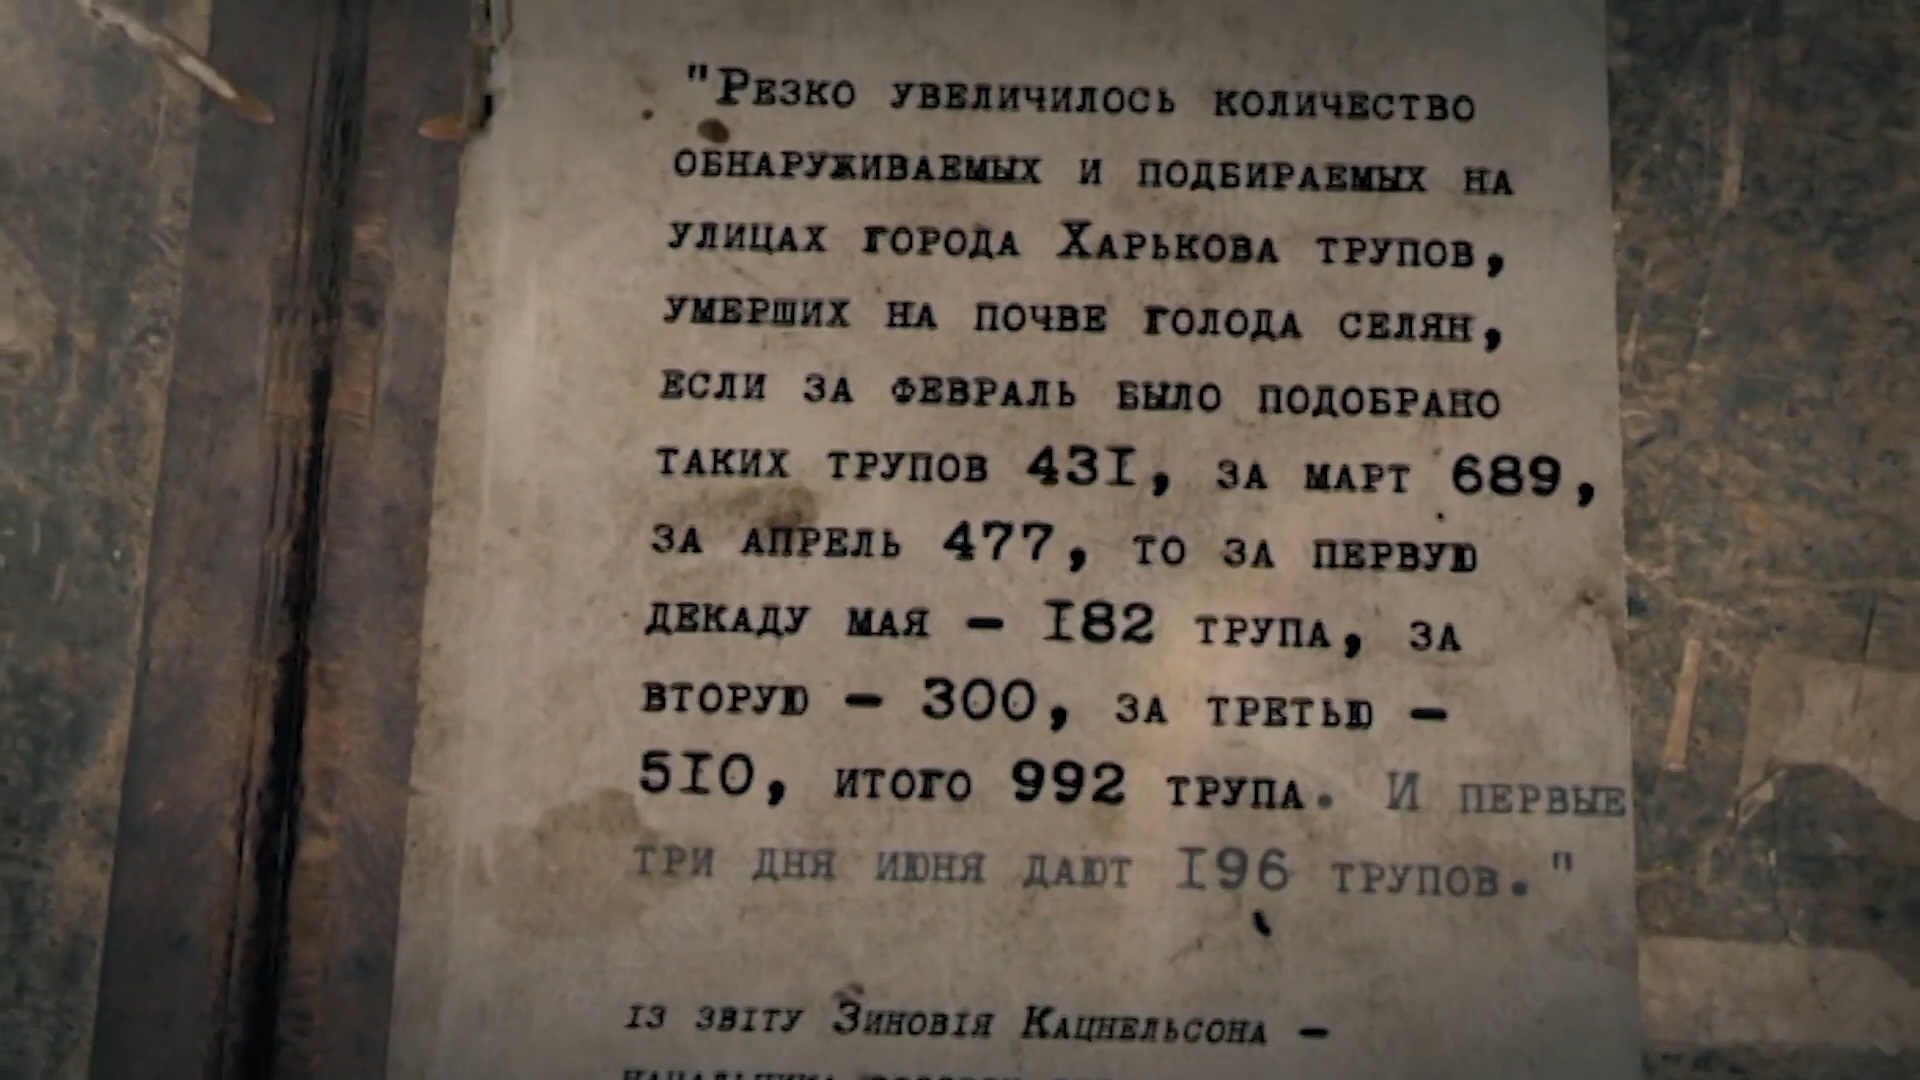 "Резко увеличилось количество
обнаруживаемых и подбираемых на
улицах города Харькова трупов,
умерших на почве голода селян,
если за февраль было подобрано
таких трупов 431, за март 689,
за апрель 477, то за первую
декаду мая – 182 трупа, за
вторую – 300, за третью –
510, итого 992 трупа. И первые
три дня июня дают 196 трупов."
із звіту Зиновія Кацнельсона –